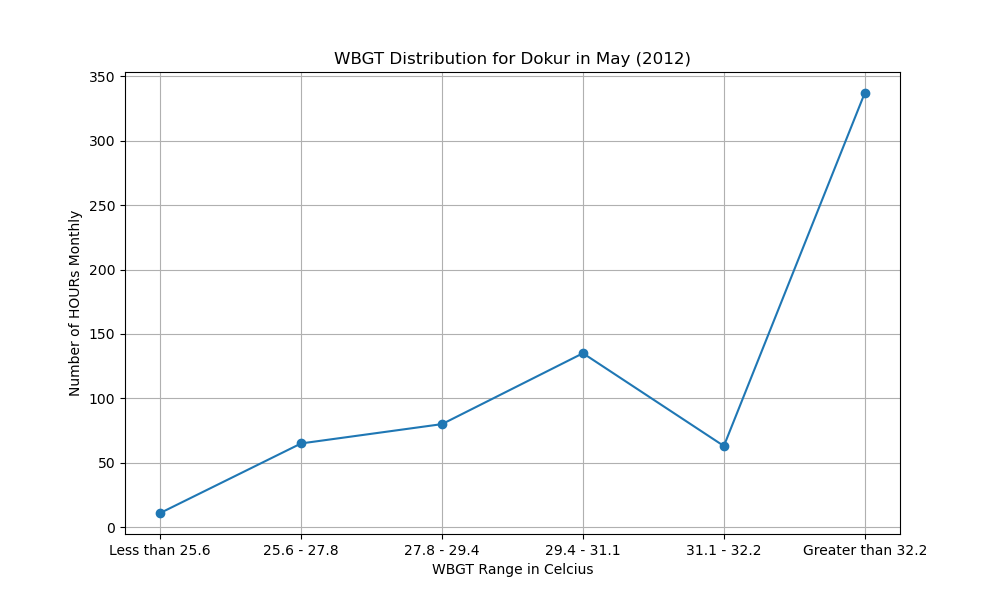 WBGT Distribution for Dokur in May (2012)
Number of HOURs Monthly
350
300
250
200
150
100
50
0
Less than 25.6
25.6 - 27.8
27.8 - 29.4
29.4 - 31.1
31.1 - 32.2
Greater than 32.2
WBGT Range in Celcius